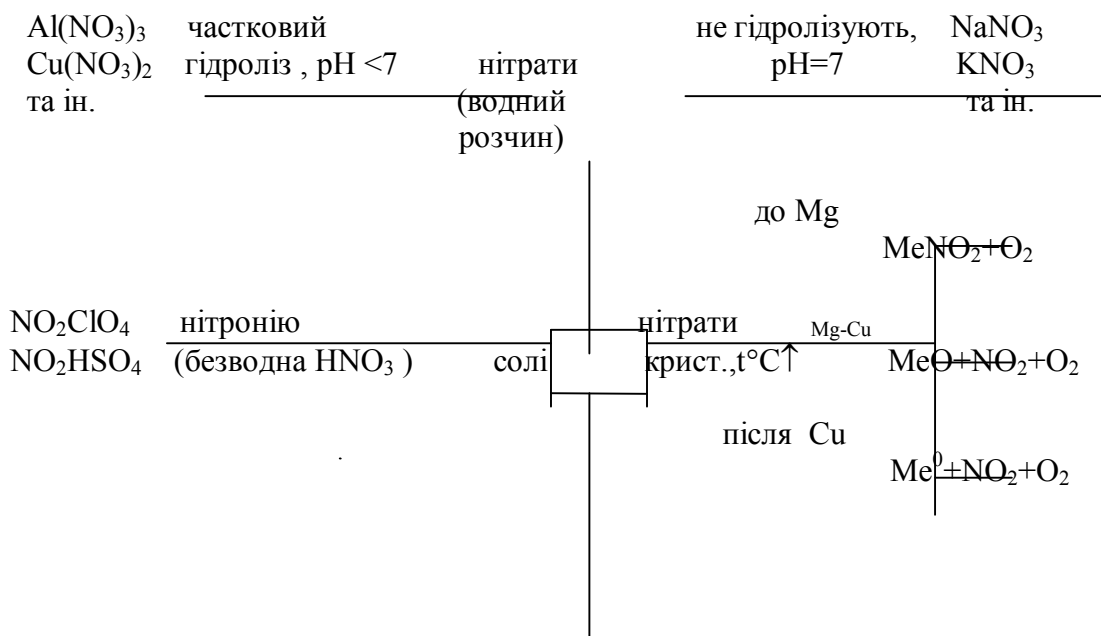 Al(NO₃)₃ частковий не гідролізують, NaNO₃
Cu(NO₃)₂ гідроліз , pH <7 нітрати pH=7 KNO₃
та ін. (водний та ін.
розчин)
до Mg
MeNO₂+O₂
NO₂ClO₄ нітронію нітрати Mg-Cu
NO₂HSO₄ (безводна HNO₃ ) солі крист.,t°C↑ MeO+NO₂+O₂
після Cu
Me⁰+NO₂+O₂